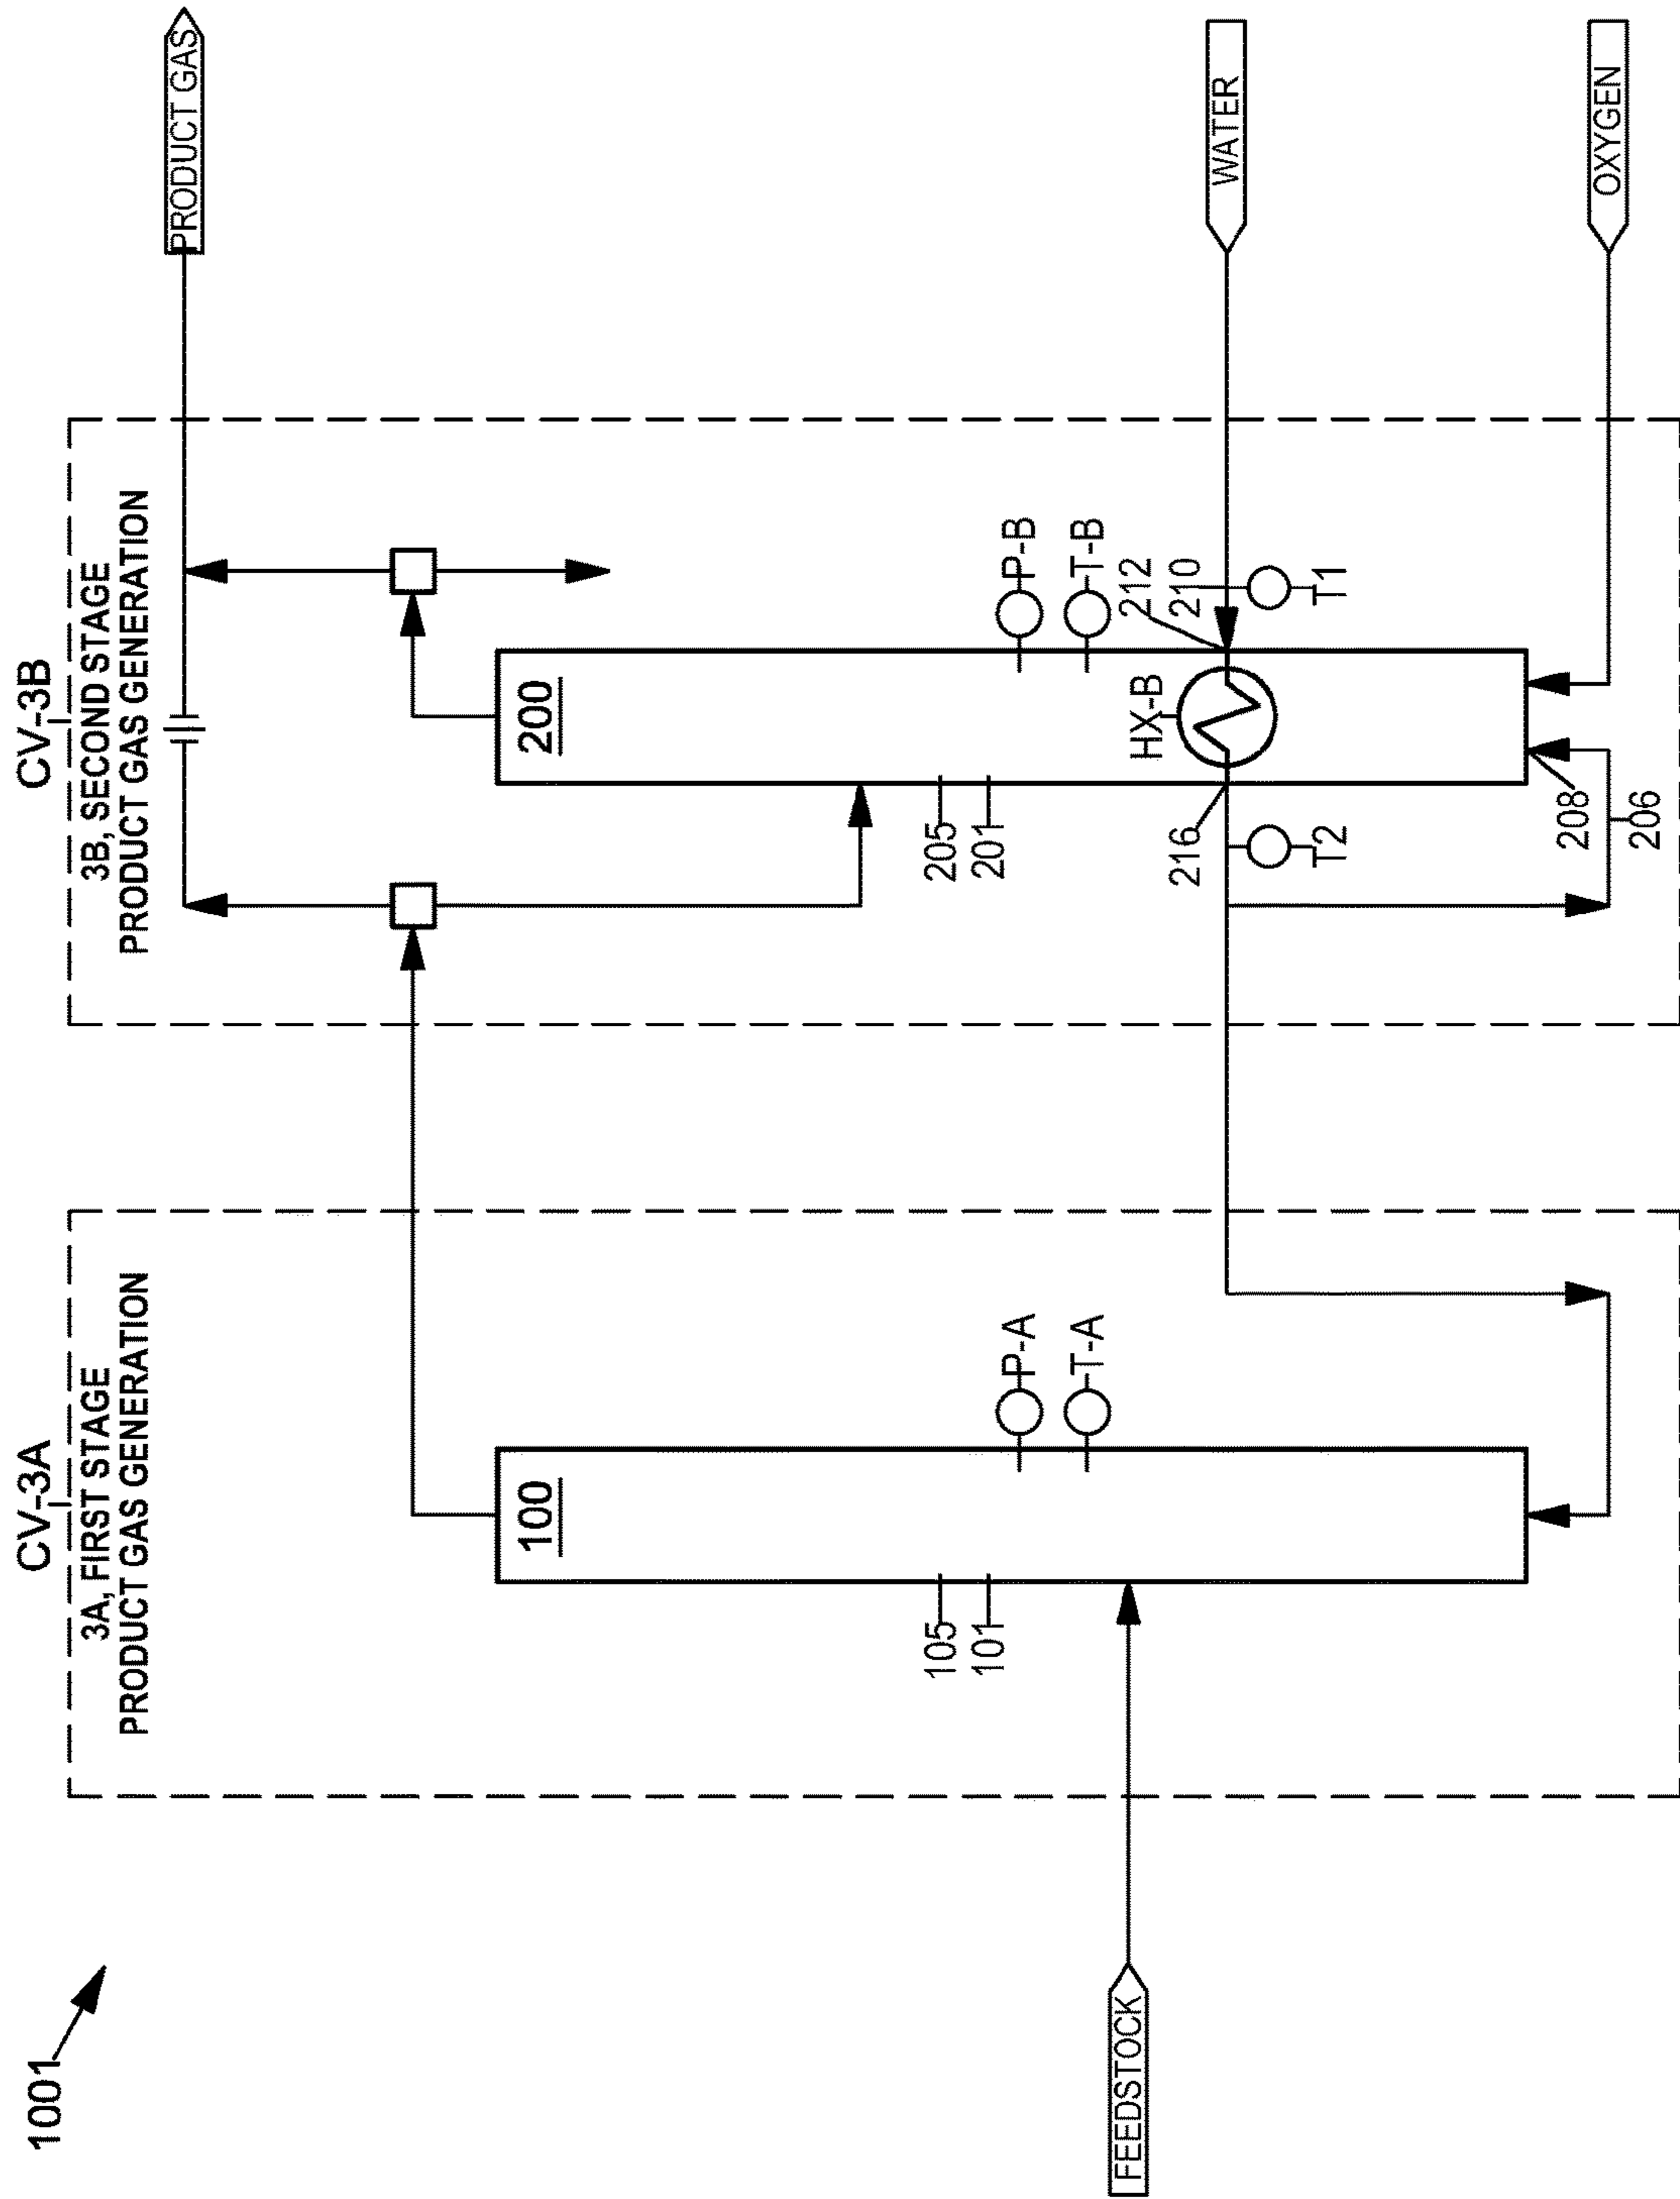 1001
CV-3A
3A, FIRST STAGE
PRODUCT GAS GENERATION
100
105
101
P-A
T-A
FEEDSTOCK
CV-3B
3B, SECOND STAGE
PRODUCT GAS GENERATION
200
205
201
P-B
T-B
HX-B
212
210
216
T1
T2
208
206
PRODUCT GAS
WATER
OXYGEN